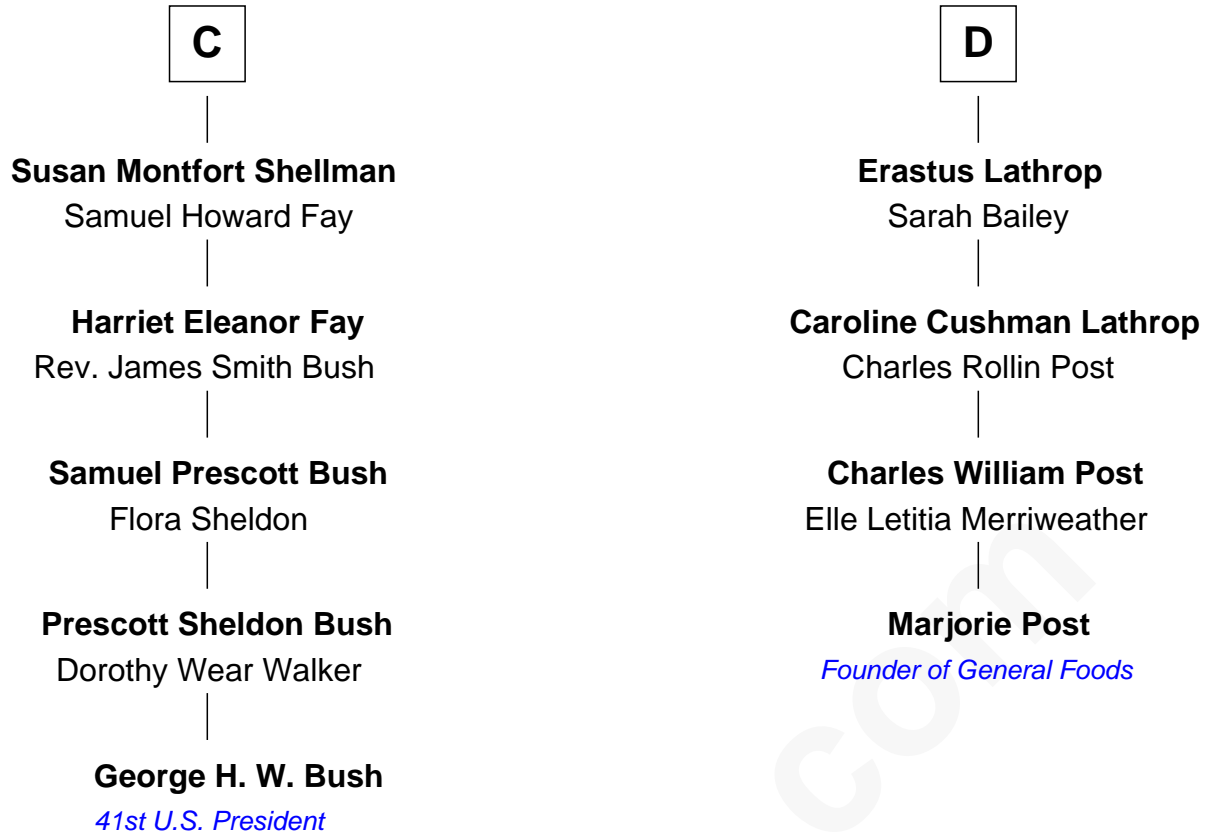 C
Susan Montfort Shellman
Samuel Howard Fay
Harriet Eleanor Fay
Rev. James Smith Bush
Samuel Prescott Bush
Flora Sheldon
Prescott Sheldon Bush
Dorothy Wear Walker
George H. W. Bush
41st U.S. President
D
Erastus Lathrop
Sarah Bailey
Caroline Cushman Lathrop
Charles Rollin Post
Charles William Post
Elle Letitia Merriweather
Marjorie Post
Founder of General Foods
com